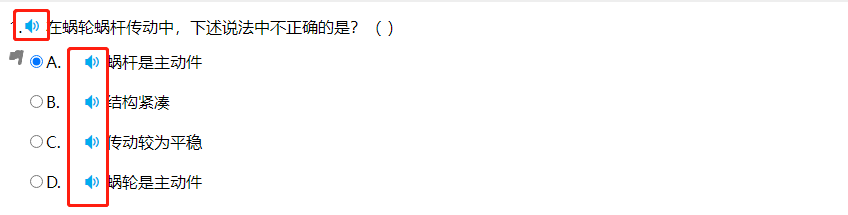 1. 在蜗轮蜗杆传动中，下述说法中不正确的是？（ ）
A. 蜗杆是主动件
B. 结构紧凑
C. 传动较为平稳
D. 蜗轮是主动件